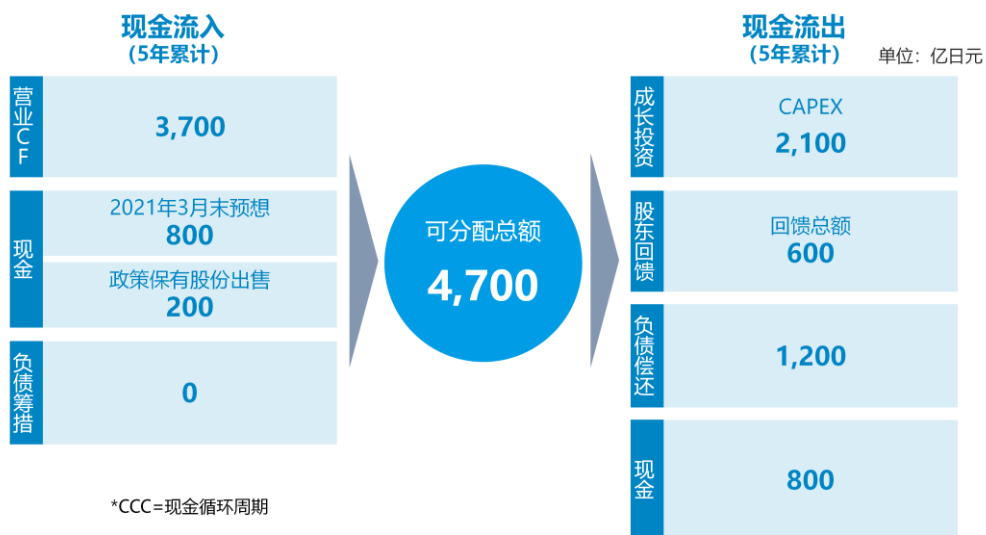 现金流入
（5年累计）
营业CF
3,700
现金
2021年3月末预想
800
政策保有股份出售
200
负债筹措
0
*CCC=现金循环周期
可分配总额
4,700
现金流出
（5年累计）
单位：亿日元
成长投资
CAPEX
2,100
股东回馈
回馈总额
600
负债偿还
1,200
现金
800